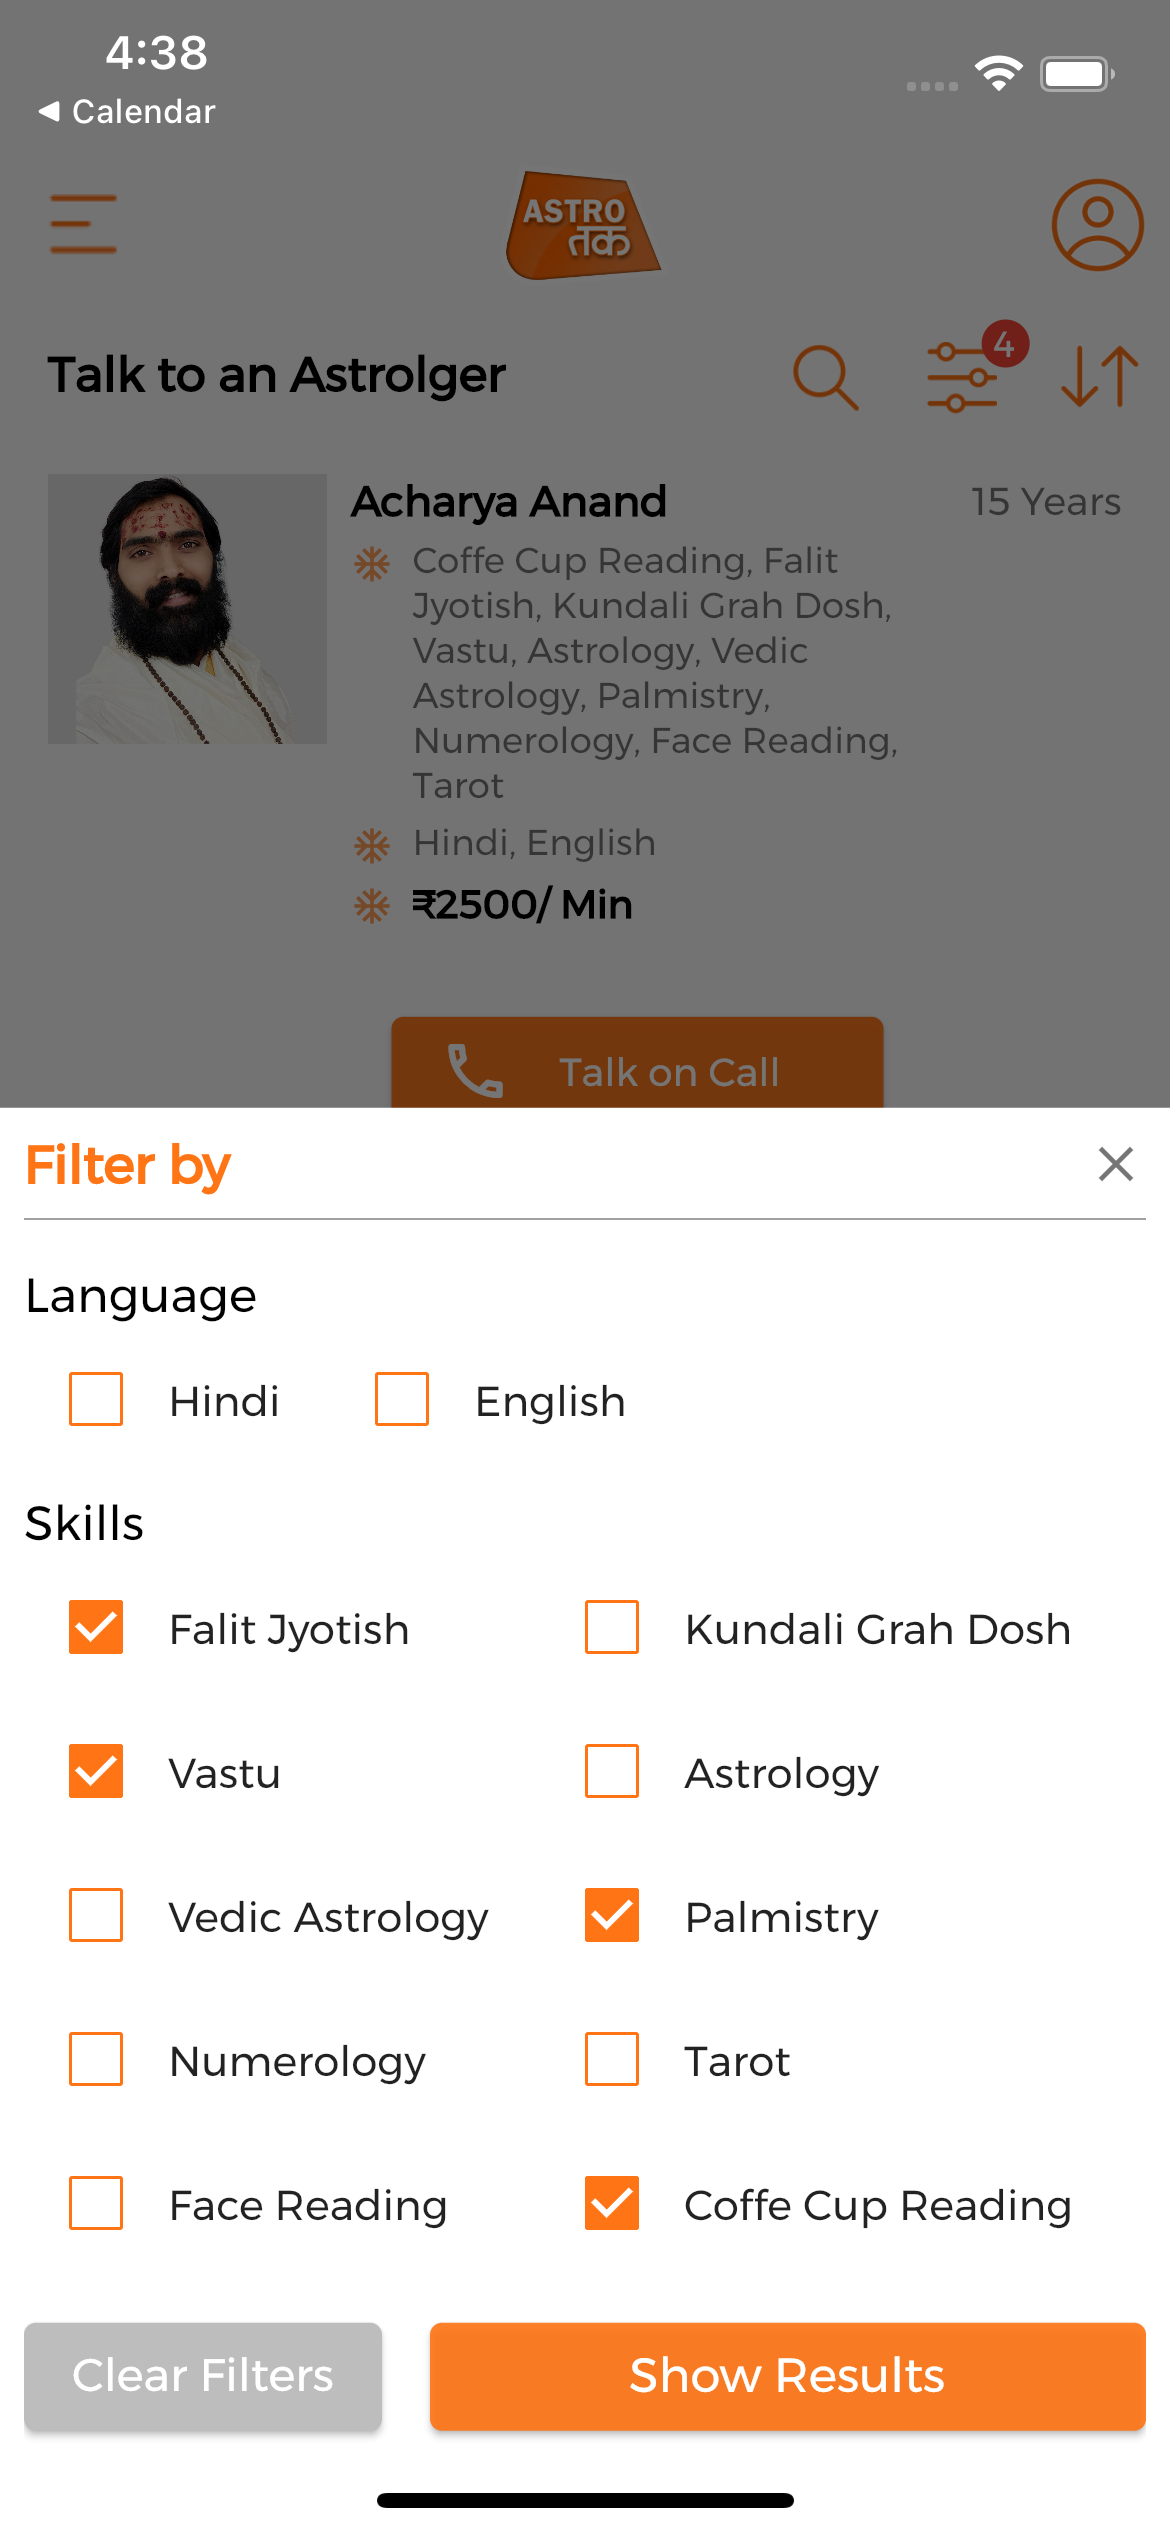 4:38
◀ Calendar
ASTRO
तक
Talk to an Astrolger
4
Acharya Anand
15 Years
Coffe Cup Reading, Falit
Jyotish, Kundali Grah Dosh,
Vastu, Astrology, Vedic
Astrology, Palmistry,
Numerology, Face Reading,
Tarot
Hindi, English
₹2500/ Min
Talk on Call
Filter by
Language
Hindi
English
Skills
Falit Jyotish
Kundali Grah Dosh
Vastu
Astrology
Vedic Astrology
Palmistry
Numerology
Tarot
Face Reading
Coffe Cup Reading
Clear Filters
Show Results